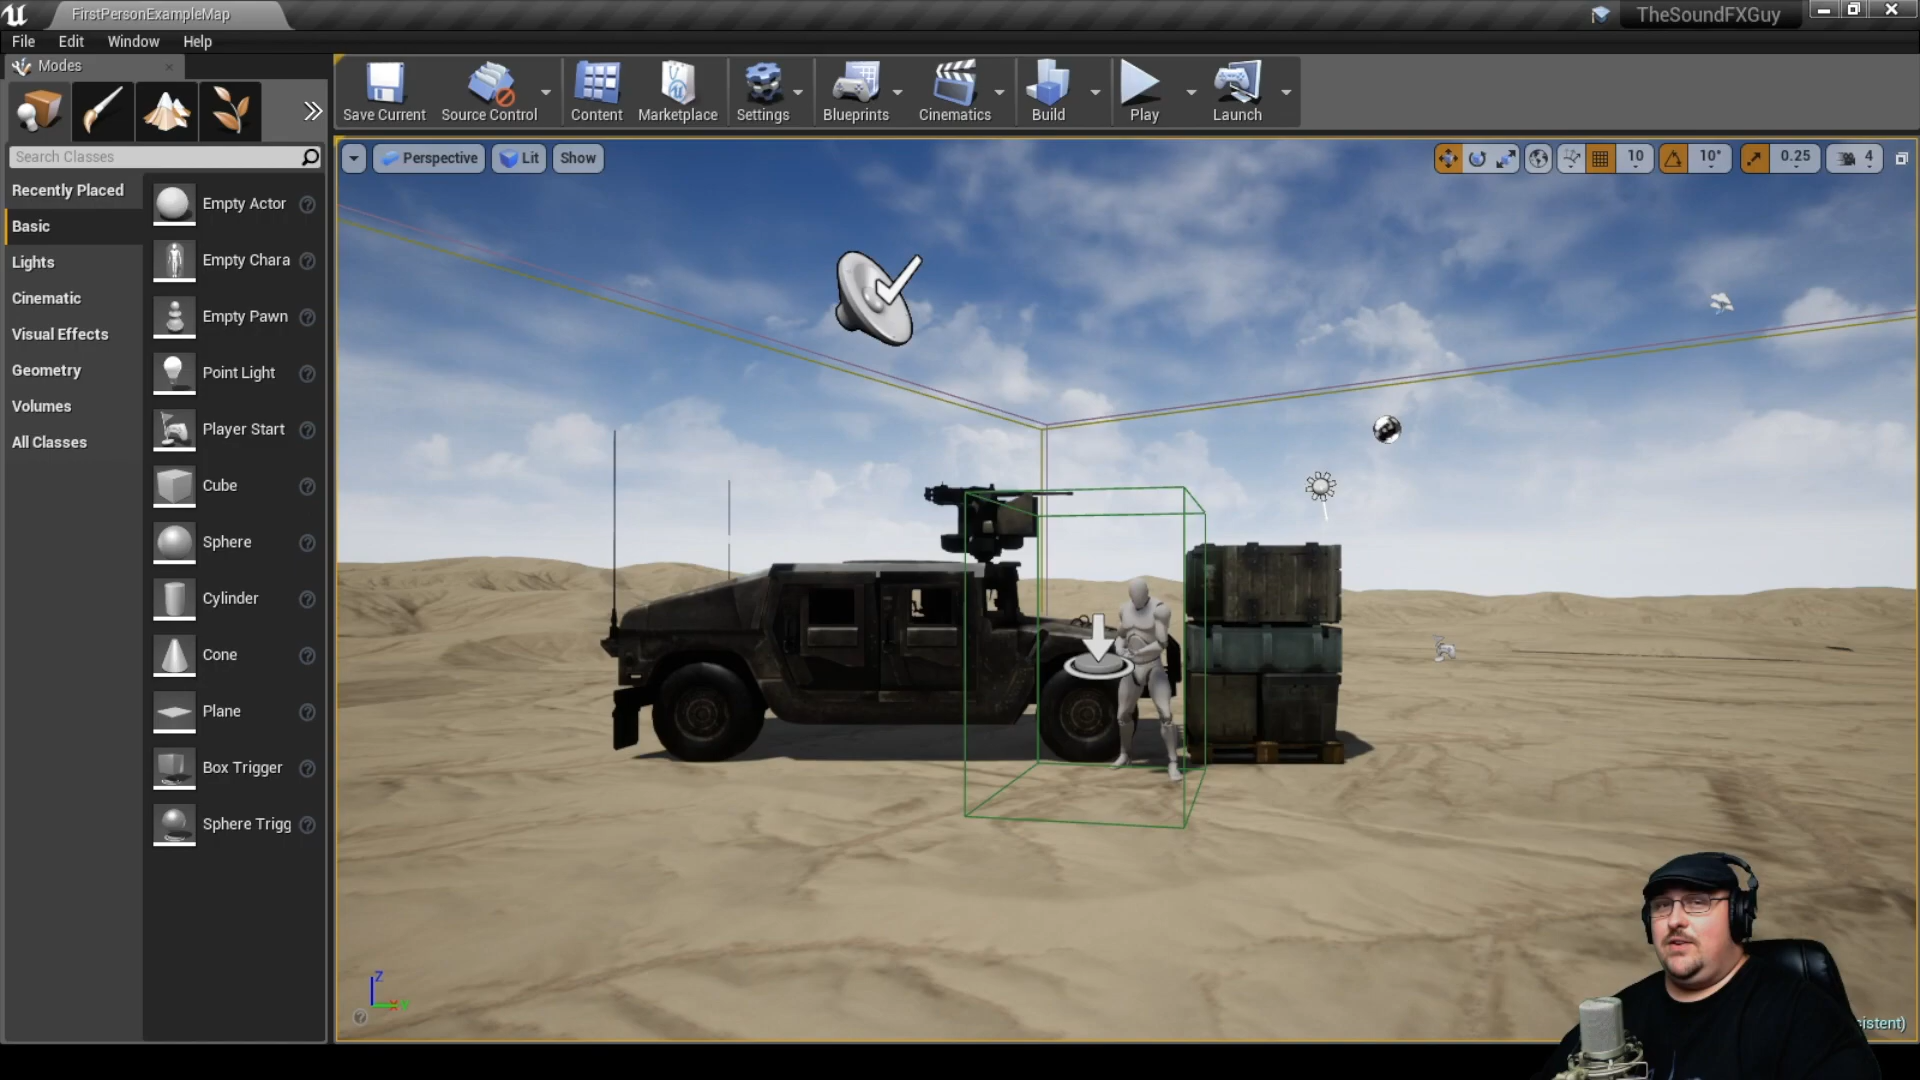 FirstPersonExampleMap
TheSoundFXGuy
File Edit Window Help
Modes
Save Current
Source Control
Content
Marketplace
Settings
Blueprints
Cinematics
Build
Play
Launch
Search Classes
Perspective
Lit
Show
10
10°
0.25
4
Recently Placed
Basic
Lights
Cinematic
Visual Effects
Geometry
Volumes
All Classes
Empty Actor
Empty Chara
Empty Pawn
Point Light
Player Start
Cube
Sphere
Cylinder
Cone
Plane
Box Trigger
Sphere Trigg
Z
istent)